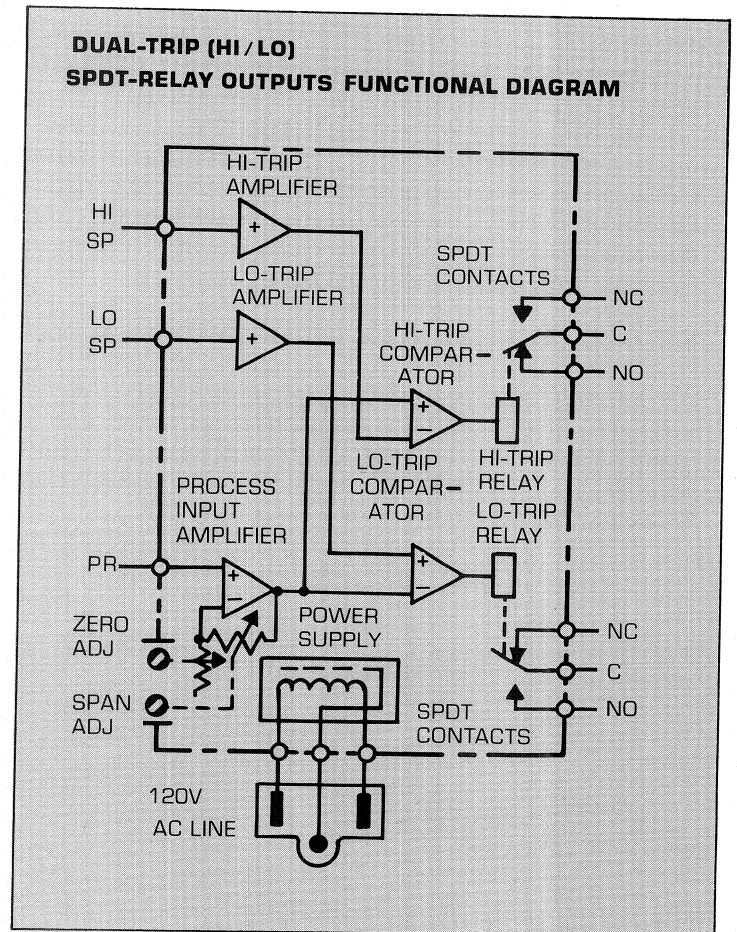 DUAL-TRIP (HI/LO)
SPDT-RELAY OUTPUTS FUNCTIONAL DIAGRAM
HI-TRIP
AMPLIFIER
HI
SP
+
LO-TRIP
AMPLIFIER
LO
SP
+
SPDT
CONTACTS
NC
C
NO
HI-TRIP
COMPAR-
ATOR
+
−
HI-TRIP
RELAY
LO-TRIP
COMPAR-
ATOR
LO-TRIP
RELAY
+
−
PROCESS
INPUT
AMPLIFIER
PR
+
−
ZERO
ADJ
SPAN
ADJ
POWER
SUPPLY
NC
C
NO
SPDT
CONTACTS
120V
AC LINE